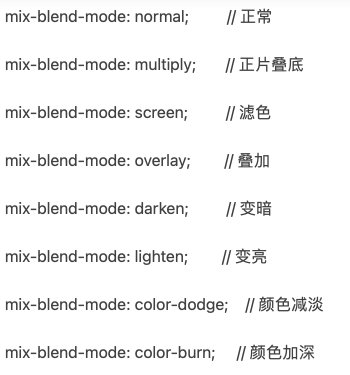 mix-blend-mode: normal; // 正常
mix-blend-mode: multiply; // 正片叠底
mix-blend-mode: screen; // 滤色
mix-blend-mode: overlay; // 叠加
mix-blend-mode: darken; // 变暗
mix-blend-mode: lighten; // 变亮
mix-blend-mode: color-dodge; // 颜色减淡
mix-blend-mode: color-burn; // 颜色加深